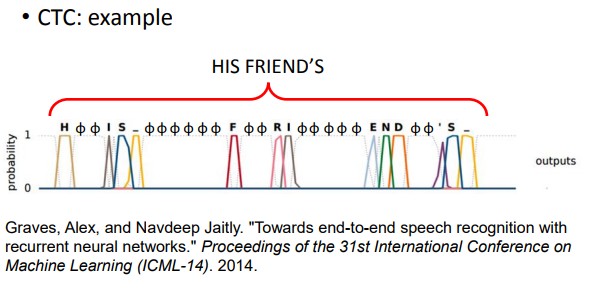 • CTC: example
HIS FRIEND’S
H ϕ ϕ I S _ ϕ ϕ ϕ ϕ ϕ ϕ F ϕ ϕ R I ϕ ϕ ϕ ϕ ϕ E N D ϕ ϕ ' S _
probability
1
0
outputs
Graves, Alex, and Navdeep Jaitly. "Towards end-to-end speech recognition with
recurrent neural networks." Proceedings of the 31st International Conference on
Machine Learning (ICML-14). 2014.